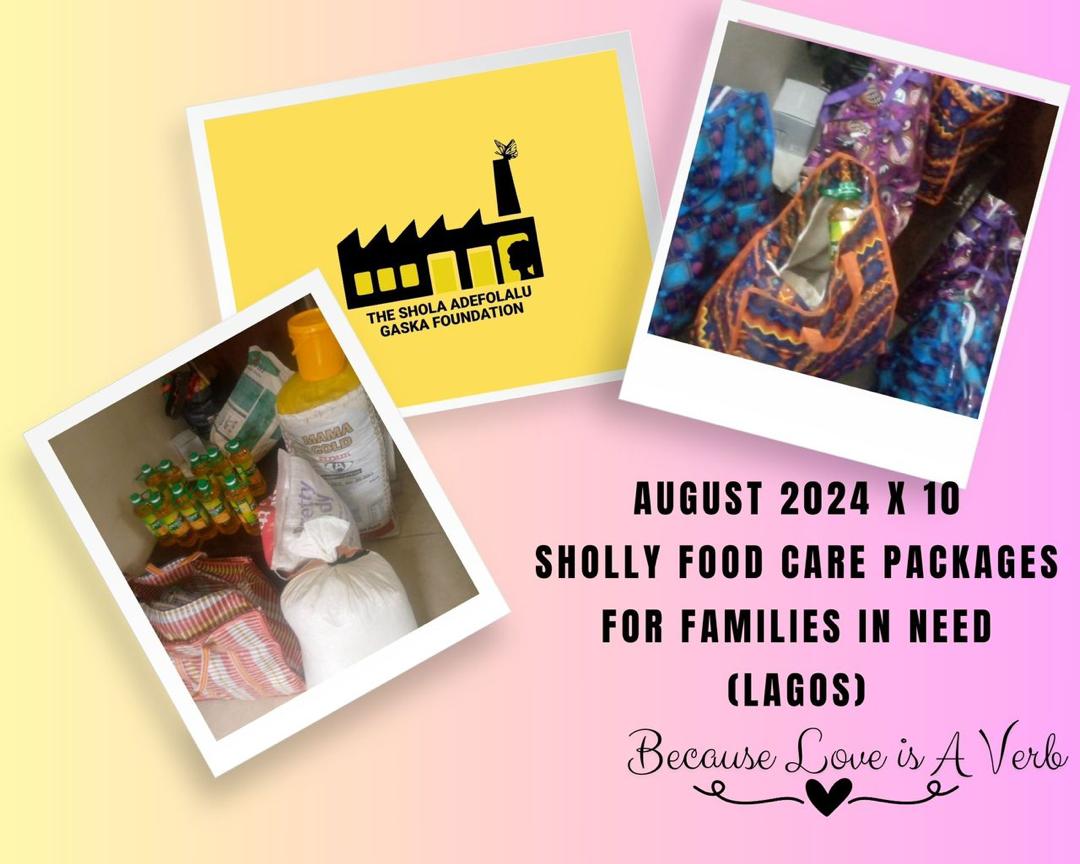 THE SHOLA ADEFOLALU
GASKA FOUNDATION
MAMA
GOLD
AUGUST 2024 X 10
SHOLLY FOOD CARE PACKAGES
FOR FAMILIES IN NEED
(LAGOS)
Because Love is A Verb